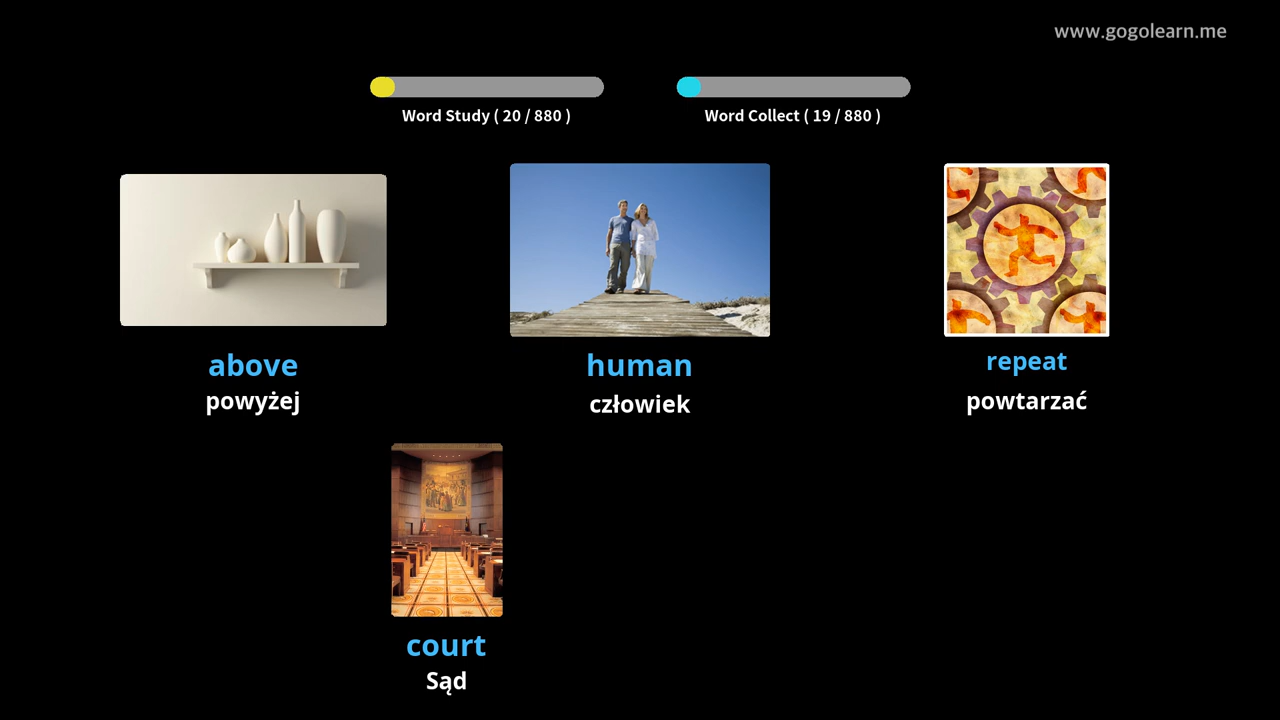 www.gogolearn.me
Word Study ( 20 / 880 )
Word Collect ( 19 / 880 )
above
powyżej
human
człowiek
repeat
powtarzać
court
Sąd